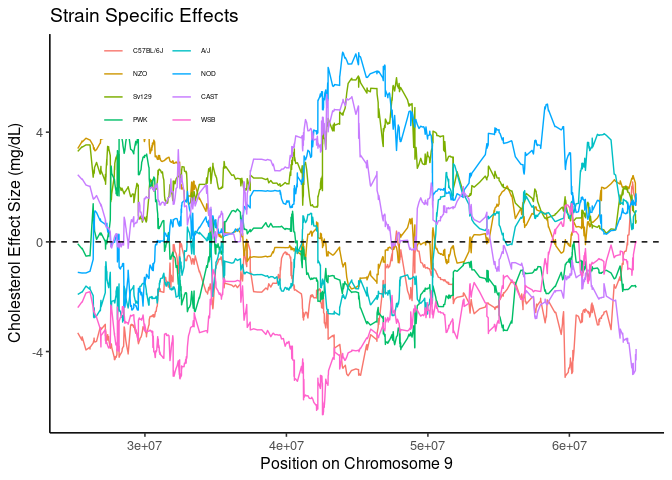 Strain Specific Effects
C57BL/6J A/J
NZO NOD
Sv129 CAST
PWK WSB
4
0
-4
Cholesterol Effect Size (mg/dL)
3e+07 4e+07 5e+07 6e+07
Position on Chromosome 9